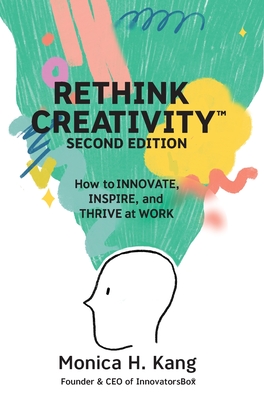 RETHINK
CREATIVITY™
SECOND EDITION
How to INNOVATE,
INSPIRE, and
THRIVE at WORK
Monica H. Kang
Founder & CEO of InnovatorsBox